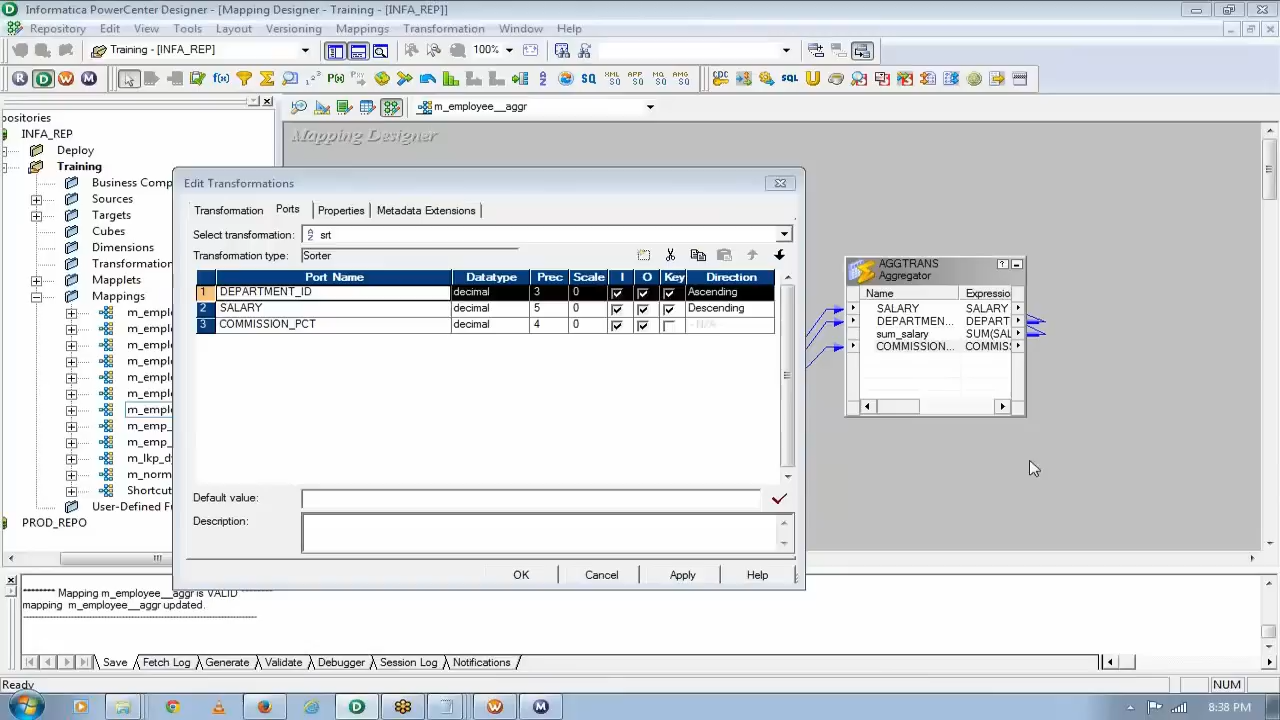 Informatica PowerCenter Designer - [Mapping Designer - Training - [INFA_REP]]
Repository Edit View Tools Layout Versioning Mappings Transformation Window Help
Training - [INFA_REP]
100%
m_employee__aggr
epositories
INFA_REP
Deploy
Training
Business Comp
Sources
Targets
Cubes
Dimensions
Transformation
Mapplets
Mappings
m_empl
m_empl
m_empl
m_empl
m_empl
m_empl
m_empl
m_emp_
m_emp_
m_lkp_dy
m_norm
Shortcut
User-Defined Fu
PROD_REPO
Mapping Designer
Edit Transformations
Transformation Ports Properties Metadata Extensions
Select transformation: srt
Transformation type: Sorter
Port Name Datatype Prec Scale I O Key Direction
1 DEPARTMENT_ID decimal 3 0 Ascending
2 SALARY decimal 5 0 Descending
3 COMMISSION_PCT decimal 4 0 - N/A -
Default value:
Description:
OK Cancel Apply Help
AGGTRANS
Aggregator
Name Expressio
SALARY SALARY
DEPARTMEN... DEPART
sum_salary SUM(SAL
COMMISSION... COMMISS
******** Mapping m_employee__aggr is VALID ********
mapping m_employee__aggr updated.
Save Fetch Log Generate Validate Debugger Session Log Notifications
Ready
NUM
8:38 PM